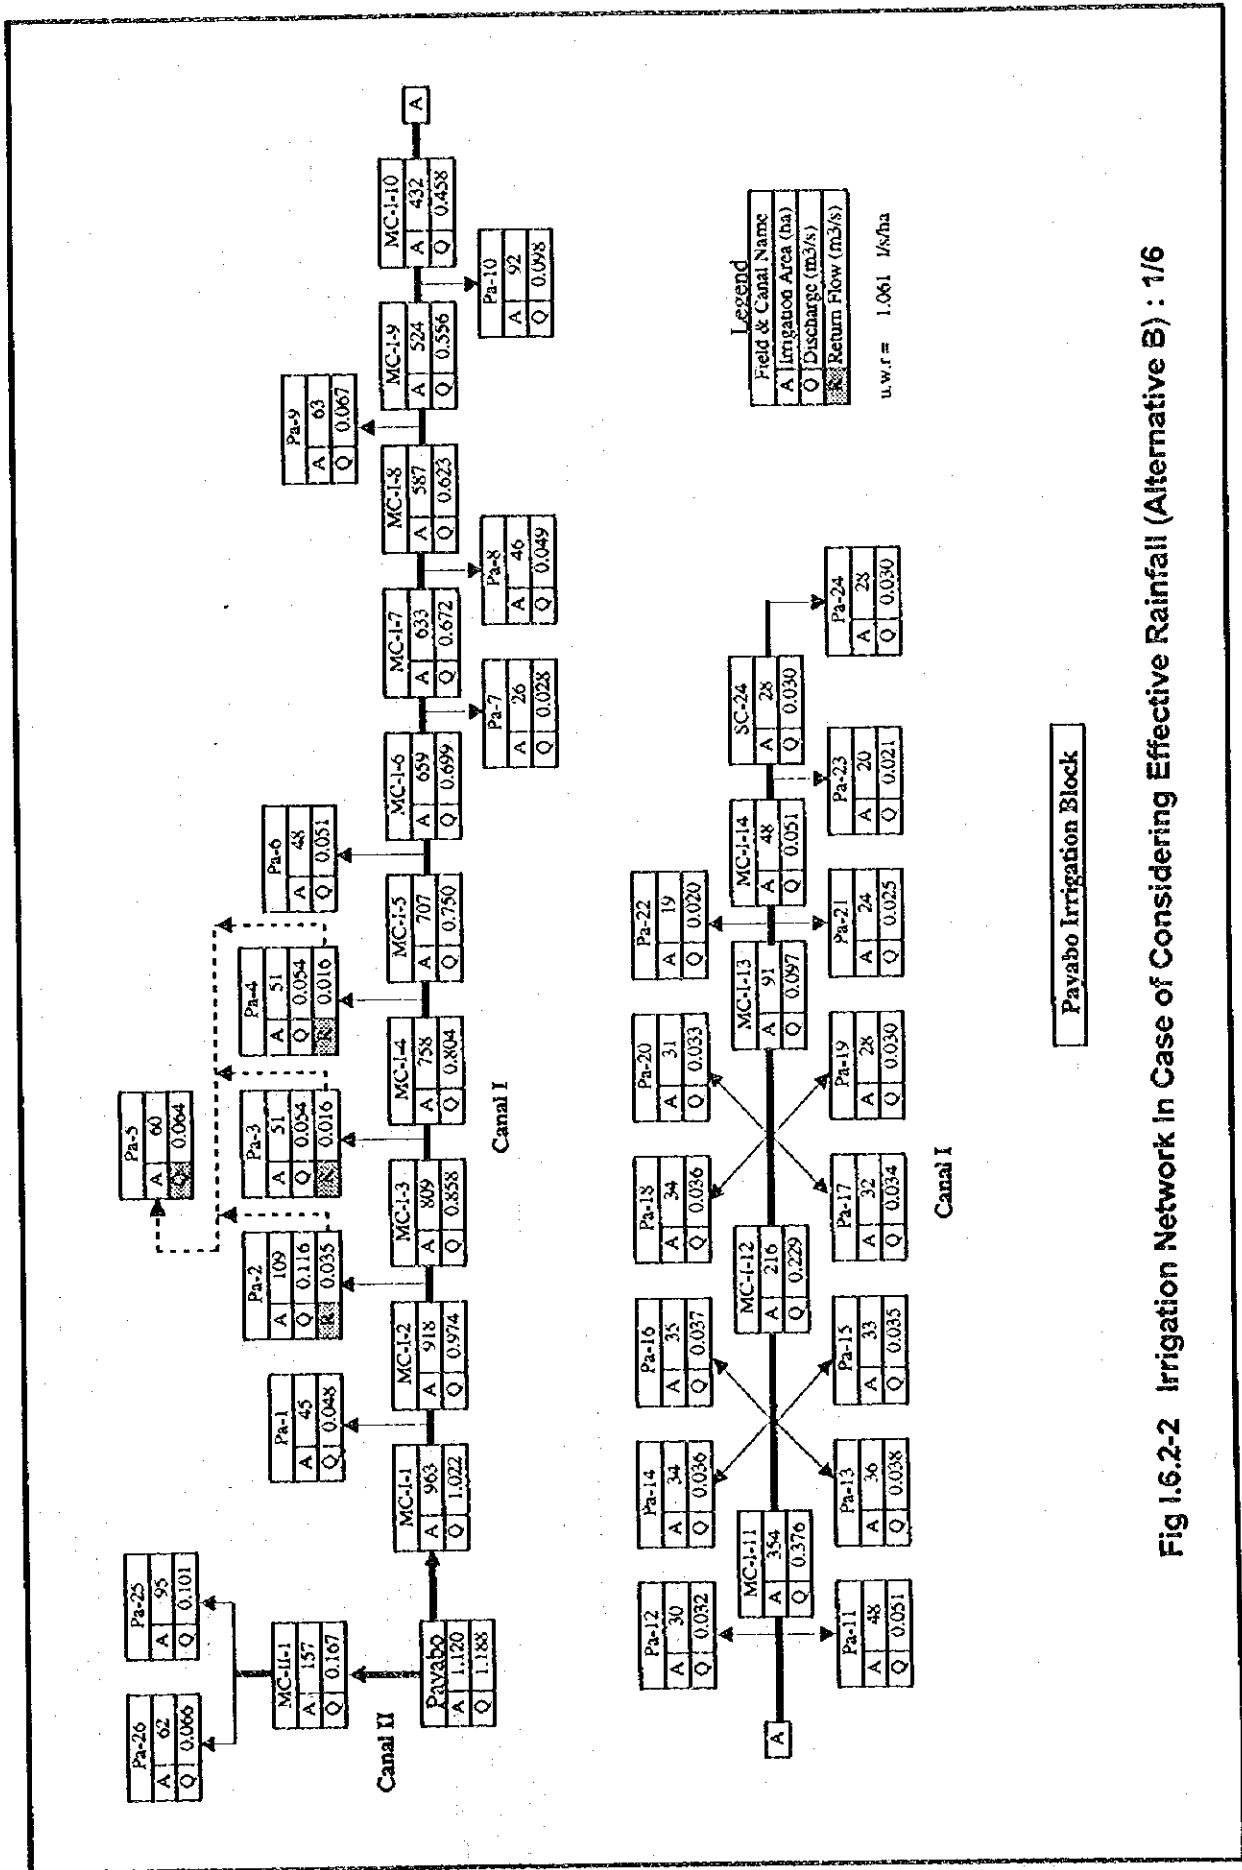 Pa-26
A 62
Q 0.066
Pa-25
A 95
Q 0.101
MC-II-1
A 157
Q 0.167
Canal II
Payabo
A 1.120
Q 1.188
MC-I-1
A 963
Q 1.022
Pa-1
A 45
Q 0.048
MC-I-2
A 918
Q 0.974
Pa-2
A 109
Q 0.116
R 0.035
MC-I-3
A 809
Q 0.858
Pa-3
A 51
Q 0.054
R 0.016
Pa-5
A 60
Q 0.064
MC-I-4
A 758
Q 0.804
Pa-4
A 51
Q 0.054
R 0.016
MC-I-5
A 707
Q 0.750
Pa-6
A 48
Q 0.051
MC-I-6
A 659
Q 0.699
Pa-7
A 26
Q 0.028
MC-I-7
A 633
Q 0.672
Pa-8
A 46
Q 0.049
MC-I-8
A 587
Q 0.623
Pa-9
A 63
Q 0.067
MC-I-9
A 524
Q 0.556
Pa-10
A 92
Q 0.098
MC-I-10
A 432
Q 0.458
A
Canal I
A
Pa-12
A 30
Q 0.032
Pa-11
A 48
Q 0.051
MC-I-11
A 354
Q 0.376
Pa-14
A 34
Q 0.036
Pa-13
A 36
Q 0.038
Pa-16
A 35
Q 0.037
Pa-15
A 33
Q 0.035
MC-I-12
A 216
Q 0.229
Pa-18
A 34
Q 0.036
Pa-17
A 32
Q 0.034
Pa-20
A 31
Q 0.033
Pa-19
A 28
Q 0.030
MC-I-13
A 91
Q 0.097
Pa-22
A 19
Q 0.020
Pa-21
A 24
Q 0.025
MC-I-14
A 48
Q 0.051
Pa-23
A 20
Q 0.021
SC-24
A 28
Q 0.030
Pa-24
A 28
Q 0.030
Canal I
Legend
Field & Canal Name
A Irrigation Area (ha)
Q Discharge (m3/s)
R Return Flow (m3/s)
u.w.r = 1.061 l/s/ha
Payabo Irrigation Block
Fig I.6.2-2 Irrigation Network in Case of Considering Effective Rainfall (Alternative B) : 1/6